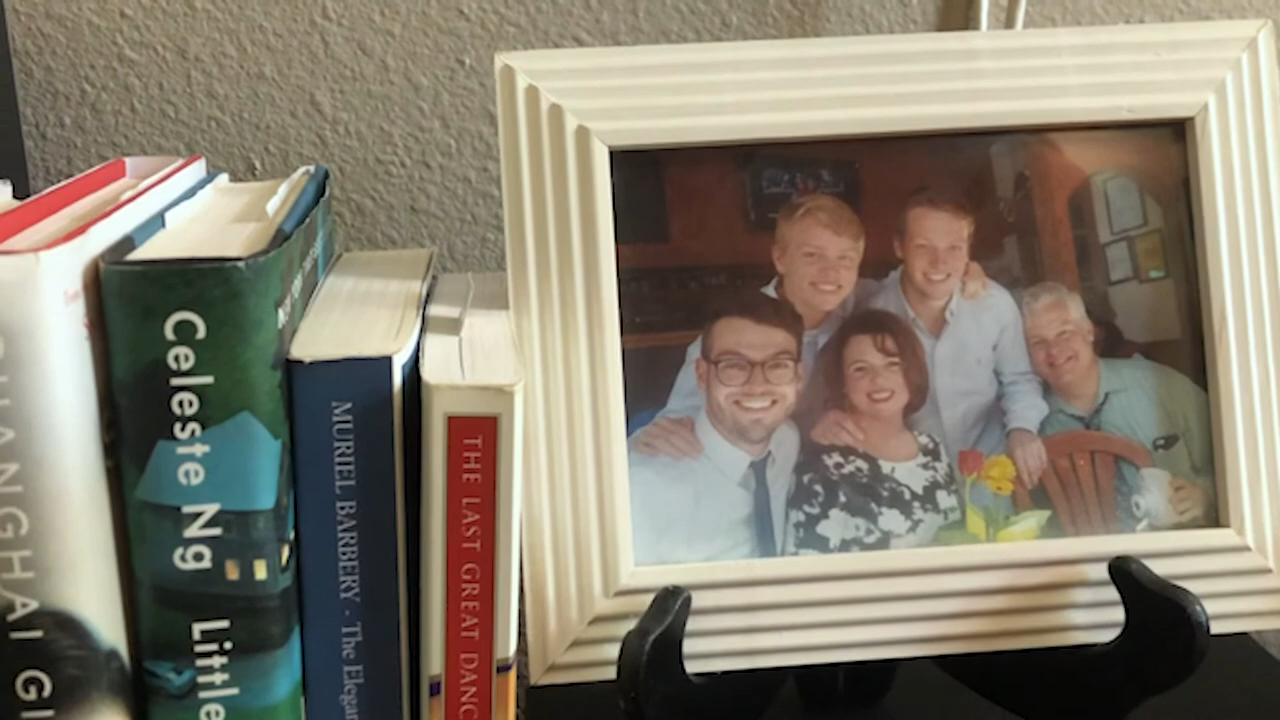 SHANGHAI GI
Celeste Ng Little
MURIEL BARBERY · The Elegan
THE LAST GREAT DANC